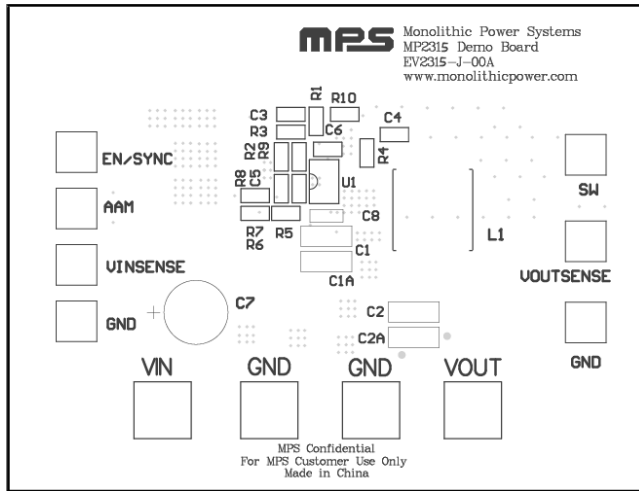 MPS
Monolithic Power Systems
MP2315 Demo Board
EV2315-J-00A
www.monolithicpower.com
R1
R10
C3
C4
R3
C6
R2
R9
R4
EN/SYNC
R8
C5
U1
SW
AAM
C8
R7
R5
R6
C1
L1
VINSENSE
C1A
VOUTSENSE
+
C7
GND
C2
C2A
GND
VIN
GND
GND
VOUT
MPS Confidential
For MPS Customer Use Only
Made in China